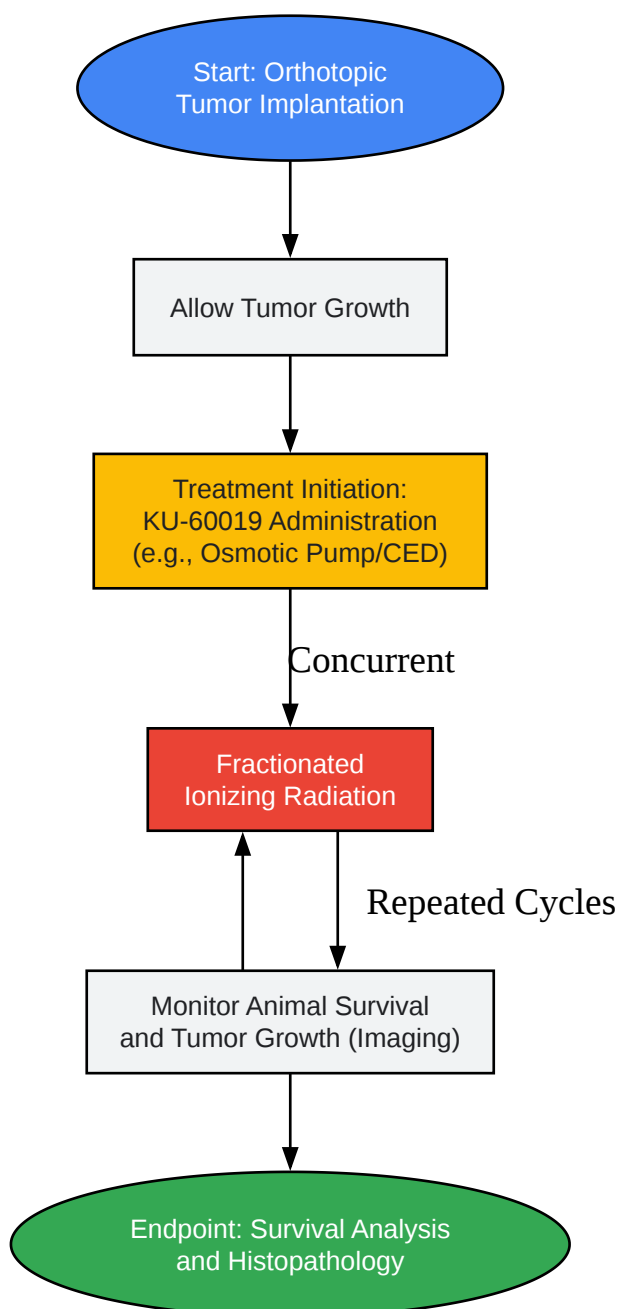 Start: Orthotopic
Tumor Implantation
Allow Tumor Growth
Treatment Initiation:
KU-60019 Administration
(e.g., Osmotic Pump/CED)
Concurrent
Fractionated
Ionizing Radiation
Repeated Cycles
Monitor Animal Survival
and Tumor Growth (Imaging)
Endpoint: Survival Analysis
and Histopathology